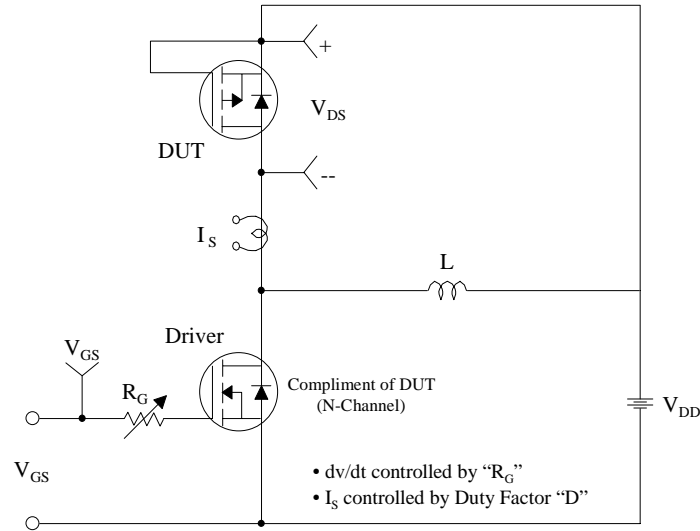 +
V_DS
DUT
--
I_S
L
Driver
V_GS
R_G
Compliment of DUT
(N-Channel)
V_DD
V_GS
• dv/dt controlled by “R_G”
• I_S controlled by Duty Factor “D”